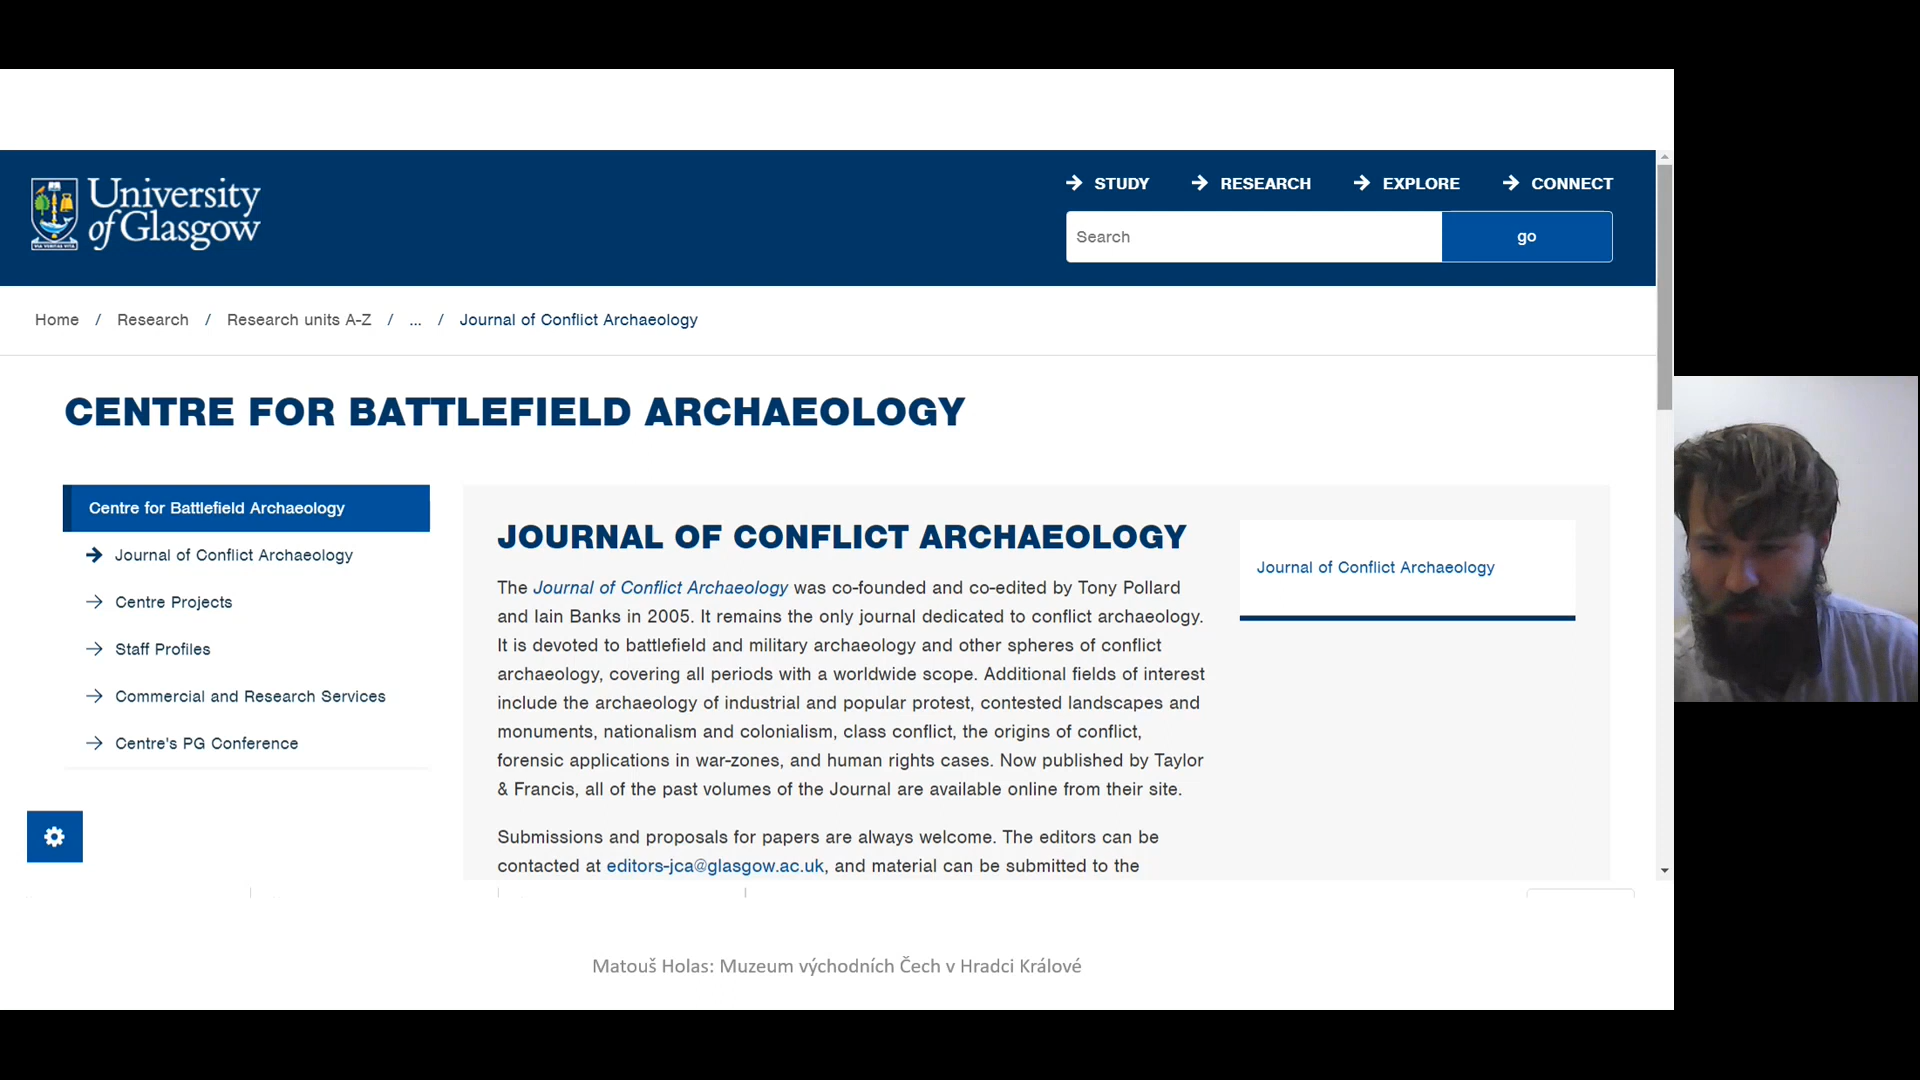 University
of Glasgow
STUDY
RESEARCH
EXPLORE
CONNECT
Search
go
Home / Research / Research units A-Z / ... / Journal of Conflict Archaeology
CENTRE FOR BATTLEFIELD ARCHAEOLOGY
Centre for Battlefield Archaeology
Journal of Conflict Archaeology
Centre Projects
Staff Profiles
Commercial and Research Services
Centre's PG Conference
JOURNAL OF CONFLICT ARCHAEOLOGY
The Journal of Conflict Archaeology was co-founded and co-edited by Tony Pollard
and Iain Banks in 2005. It remains the only journal dedicated to conflict archaeology.
It is devoted to battlefield and military archaeology and other spheres of conflict
archaeology, covering all periods with a worldwide scope. Additional fields of interest
include the archaeology of industrial and popular protest, contested landscapes and
monuments, nationalism and colonialism, class conflict, the origins of conflict,
forensic applications in war-zones, and human rights cases. Now published by Taylor
& Francis, all of the past volumes of the Journal are available online from their site.
Submissions and proposals for papers are always welcome. The editors can be
contacted at editors-jca@glasgow.ac.uk, and material can be submitted to the
Journal of Conflict Archaeology
Matouš Holas: Muzeum východních Čech v Hradci Králové